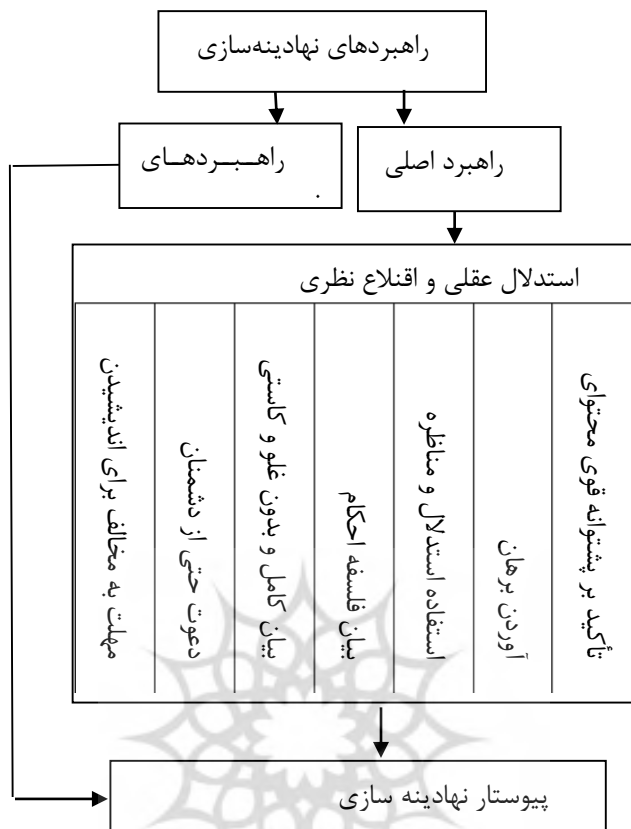 راهبردهای نهادینه‌سازی
راهبرد اصلی
راهـبـردهـای
.
استدلال عقلی و اقنلاع نظری
تأکید بر پشتوانه قوی محتوای
آوردن برهان
استفاده استدلال و مناظره
بیان فلسفه احکام
بیان کامل و بدون غلو و کاستی
دعوت حتی از دشمنان
مهلت به مخالف برای اندیشیدن
پیوستار نهادینه سازی